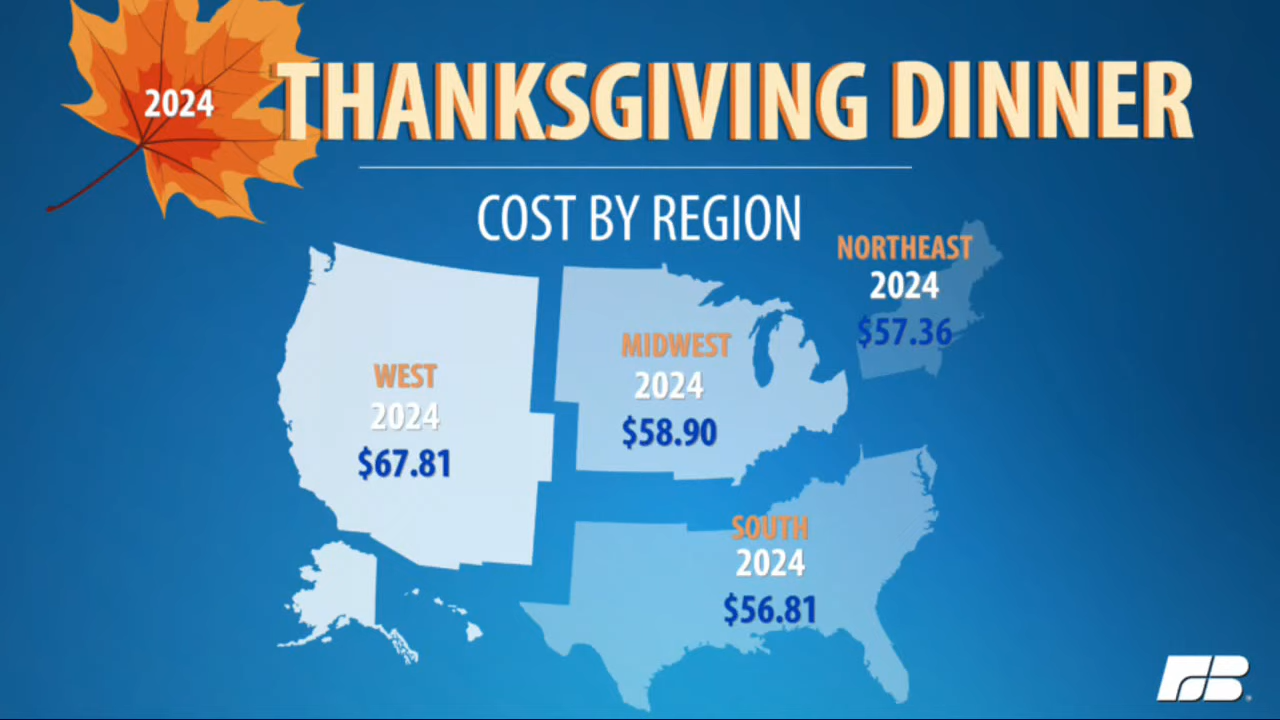 2024
THANKSGIVING DINNER
COST BY REGION
NORTHEAST
2024
$57.36
MIDWEST
2024
$58.90
WEST
2024
$67.81
SOUTH
2024
$56.81
FB